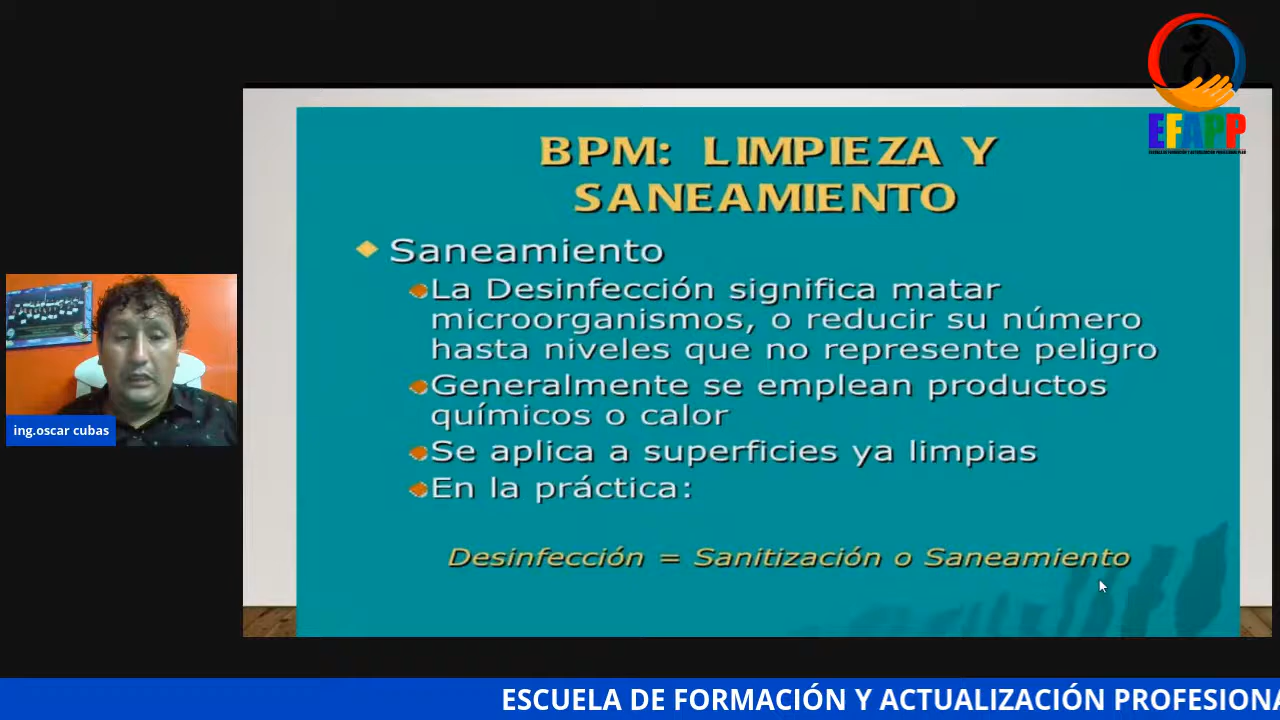 EFAPP
BPM: LIMPIEZA Y
SANEAMIENTO
Saneamiento
La Desinfección significa matar
microorganismos, o reducir su número
hasta niveles que no represente peligro
Generalmente se emplean productos
químicos o calor
Se aplica a superficies ya limpias
En la práctica:
Desinfección = Sanitización o Saneamiento
ing.oscar cubas
ESCUELA DE FORMACIÓN Y ACTUALIZACIÓN PROFESIONA